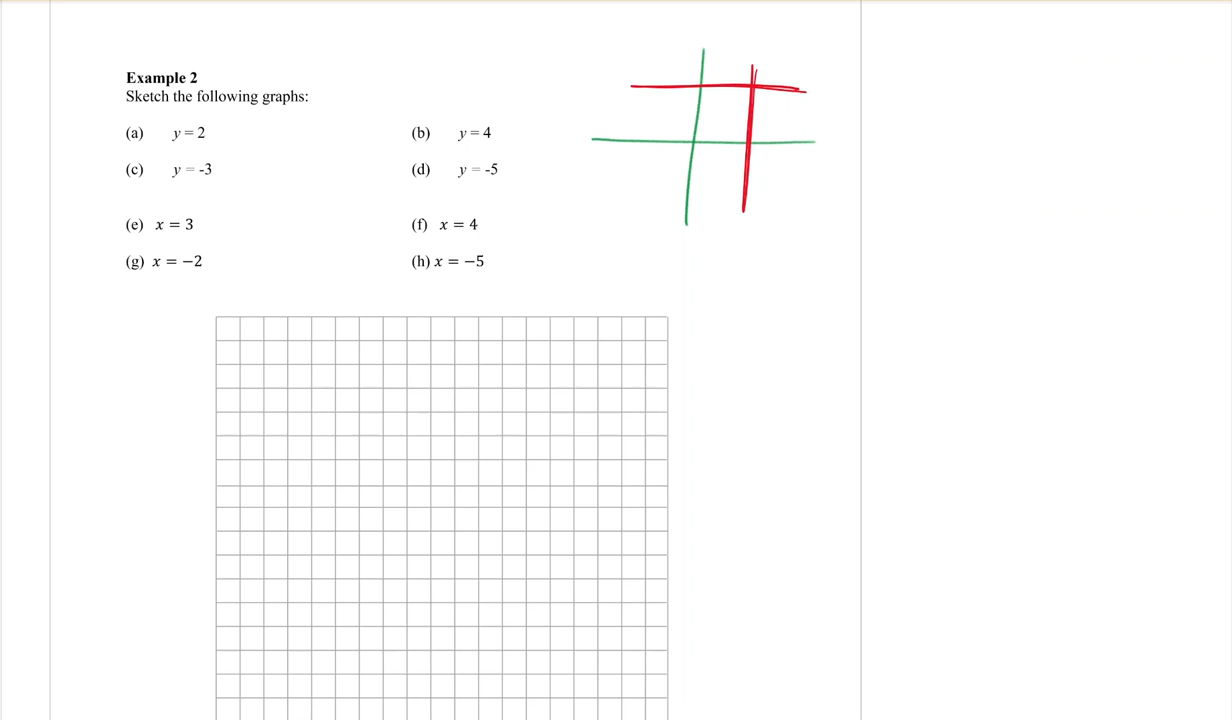 Example 2
Sketch the following graphs:
(a) y = 2 (b) y = 4
(c) y = -3 (d) y = -5
(e) x = 3 (f) x = 4
(g) x = −2 (h) x = −5